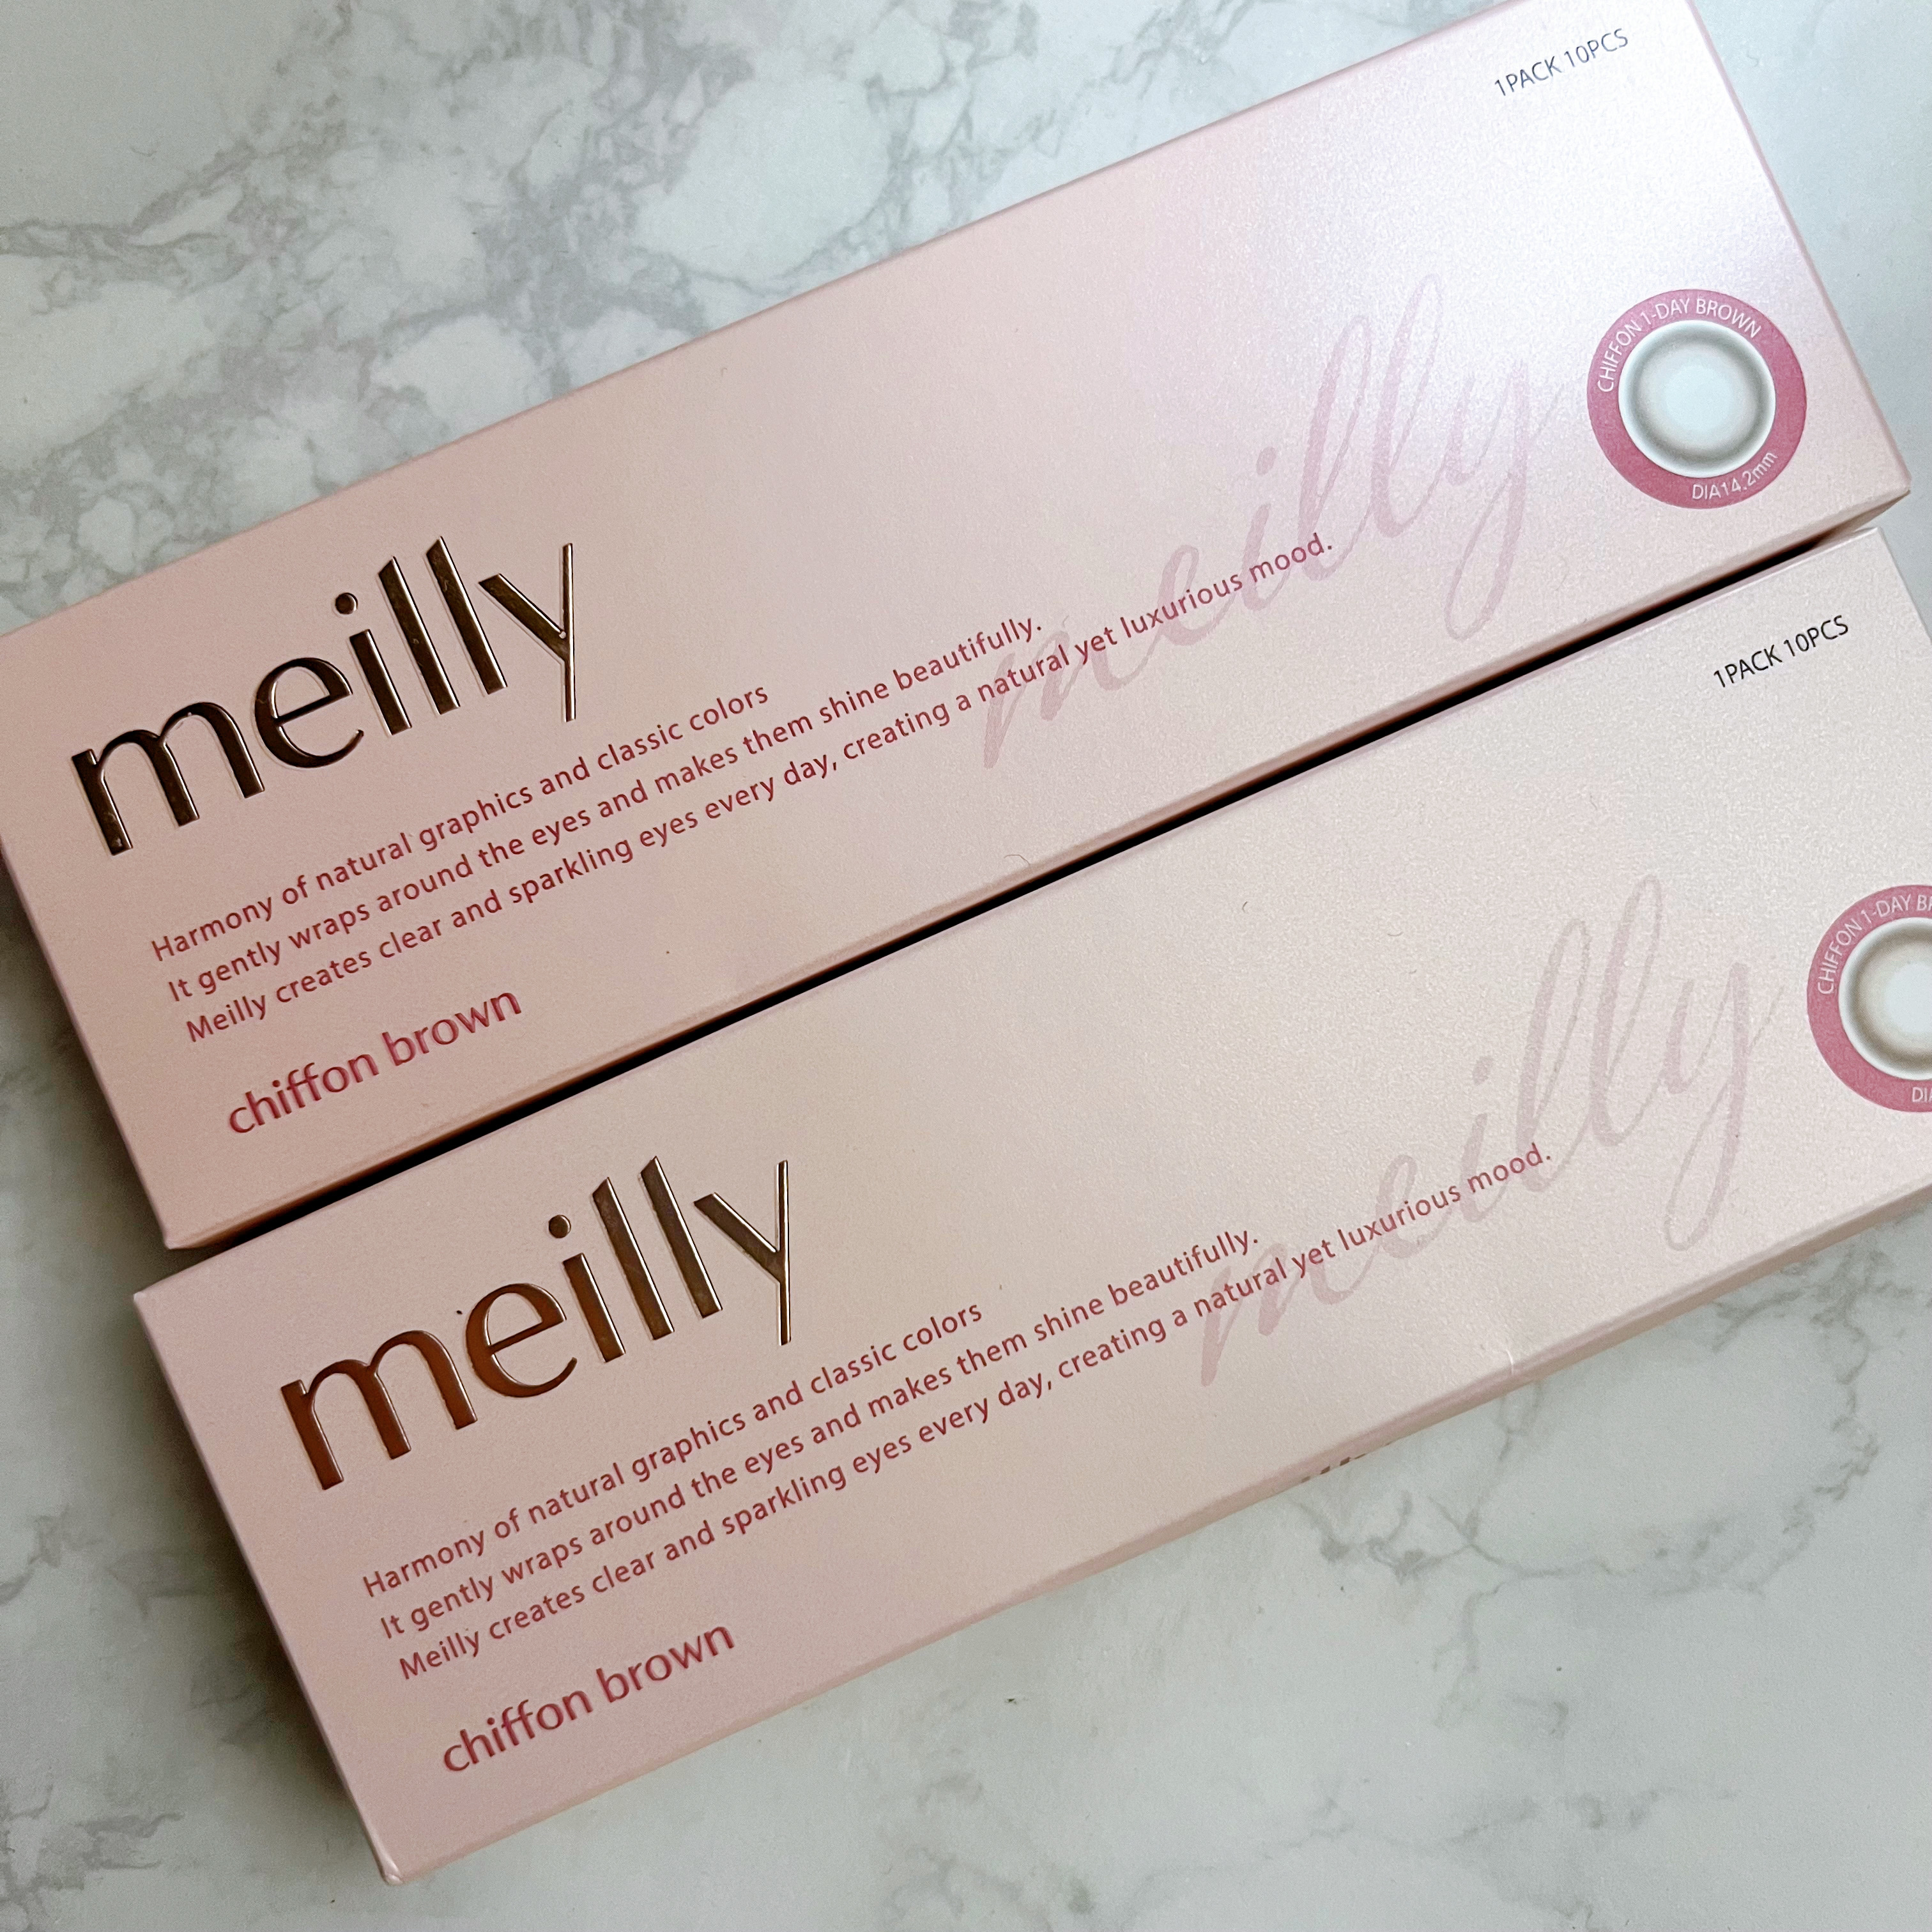 1PACK 10PCS
CHIFFON 1-DAY BROWN
DIA14.2mm
meilly
meilly
Harmony of natural graphics and classic colors
It gently wraps around the eyes and makes them shine beautifully.
Meilly creates clear and sparkling eyes every day, creating a natural yet luxurious mood.
chiffon brown
1PACK 10PCS
CHIFFON 1-DAY
meilly
meilly
Harmony of natural graphics and classic colors
It gently wraps around the eyes and makes them shine beautifully.
Meilly creates clear and sparkling eyes every day, creating a natural yet luxurious mood.
chiffon brown